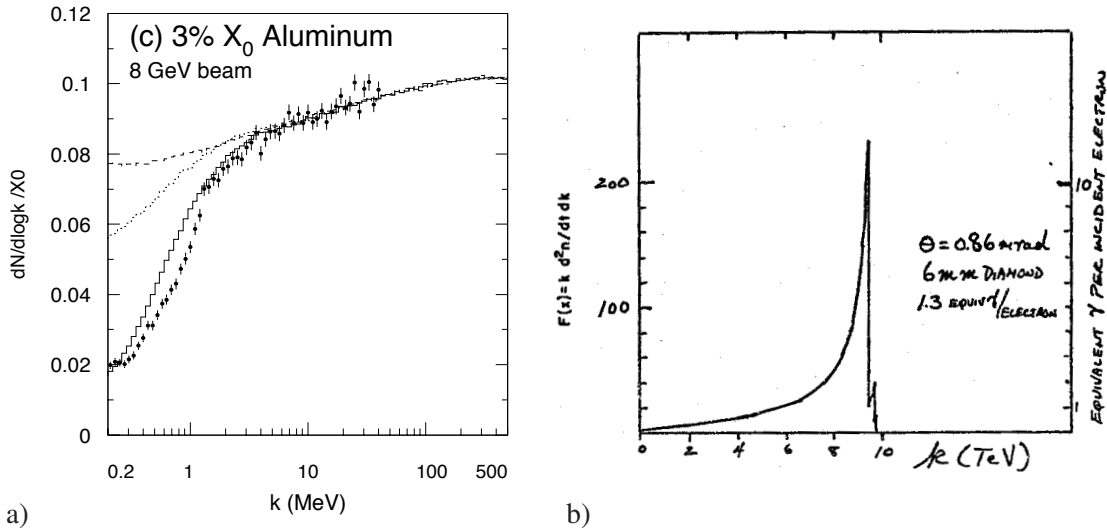 (c) 3% X0 Aluminum
8 GeV beam
dN/dlogk /X0
0.12
0.1
0.08
0.06
0.04
0.02
0
0.2
1
10
100
500
k (MeV)
a)
F(x) = k d²n/dt dk
200
100
θ = 0.86 mrad
6 mm DIAMOND
1.3 EQUIV γ/ELECTRON
10
1
EQUIVALENT γ PER INCIDENT ELECTRON
0
2
4
6
8
10
k (TeV)
b)